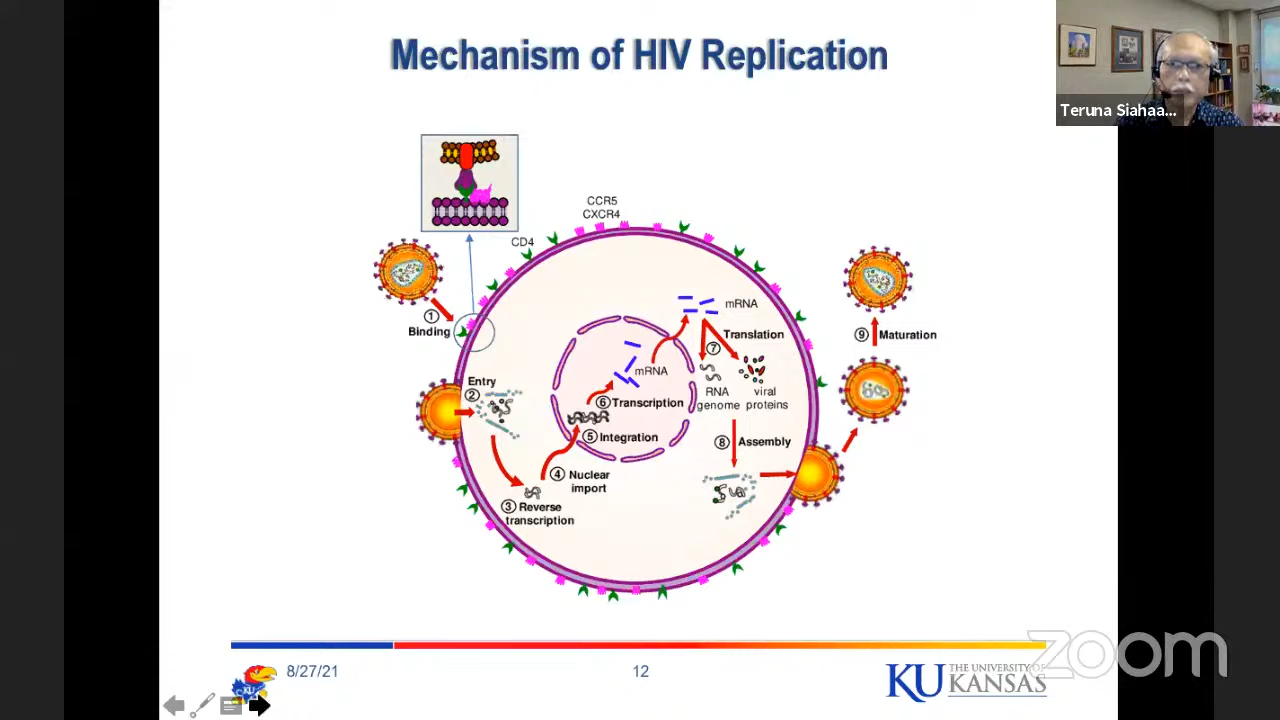 Mechanism of HIV Replication
Teruna Siahaa...
CCR5
CXCR4
CD4
1
Binding
Entry
2
3 Reverse
transcription
4 Nuclear
import
5 Integration
6 Transcription
mRNA
mRNA
Translation
7
RNA
genome
viral
proteins
8 Assembly
9 Maturation
8/27/21
12
KU
KU THE UNIVERSITY OF
KANSAS
zoom